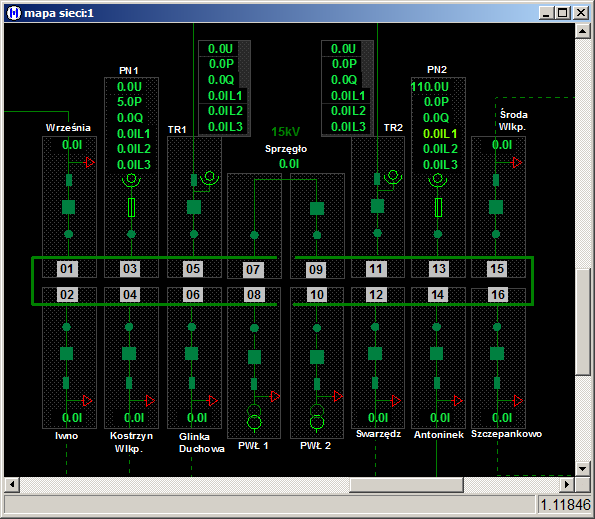 mapa sieci:1
0.0U
0.0P
0.0Q
0.0IL1
0.0IL2
0.0IL3
0.0U
0.0P
0.0Q
0.0IL1
0.0IL2
0.0IL3
PN1
0.0U
5.0P
0.0Q
0.0IL1
0.0IL2
0.0IL3
PN2
110.0U
0.0P
0.0Q
0.0IL1
0.0IL2
0.0IL3
Września
0.0I
TR1
15kV
Sprzęgło
0.0I
TR2
Środa
Wlkp.
0.0I
01 03 05 07 09 11 13 15
02 04 06 08 10 12 14 16
0.0I
Iwno
0.0I
Kostrzyn
Wlkp.
0.0I
Glinka
Duchowa
PWŁ 1
PWŁ 2
0.0I
Swarzędz
0.0I
Antoninek
0.0I
Szczepankowo
1.11846